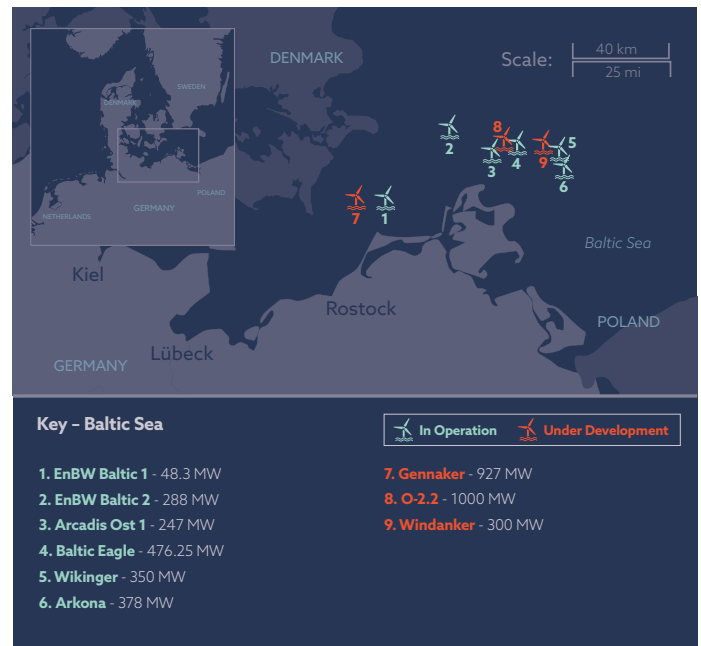 DENMARK
Scale:
40 km
25 mi
SWEDEN
DENMARK
POLAND
GERMANY
NETHERLANDS
8
2
5
3
4
9
6
7
1
Baltic Sea
Kiel
Rostock
POLAND
Lübeck
GERMANY
Key – Baltic Sea
In Operation
Under Development
1. EnBW Baltic 1 - 48.3 MW
2. EnBW Baltic 2 - 288 MW
3. Arcadis Ost 1 - 247 MW
4. Baltic Eagle - 476.25 MW
5. Wikinger - 350 MW
6. Arkona - 378 MW
7. Gennaker - 927 MW
8. O-2.2 - 1000 MW
9. Windanker - 300 MW